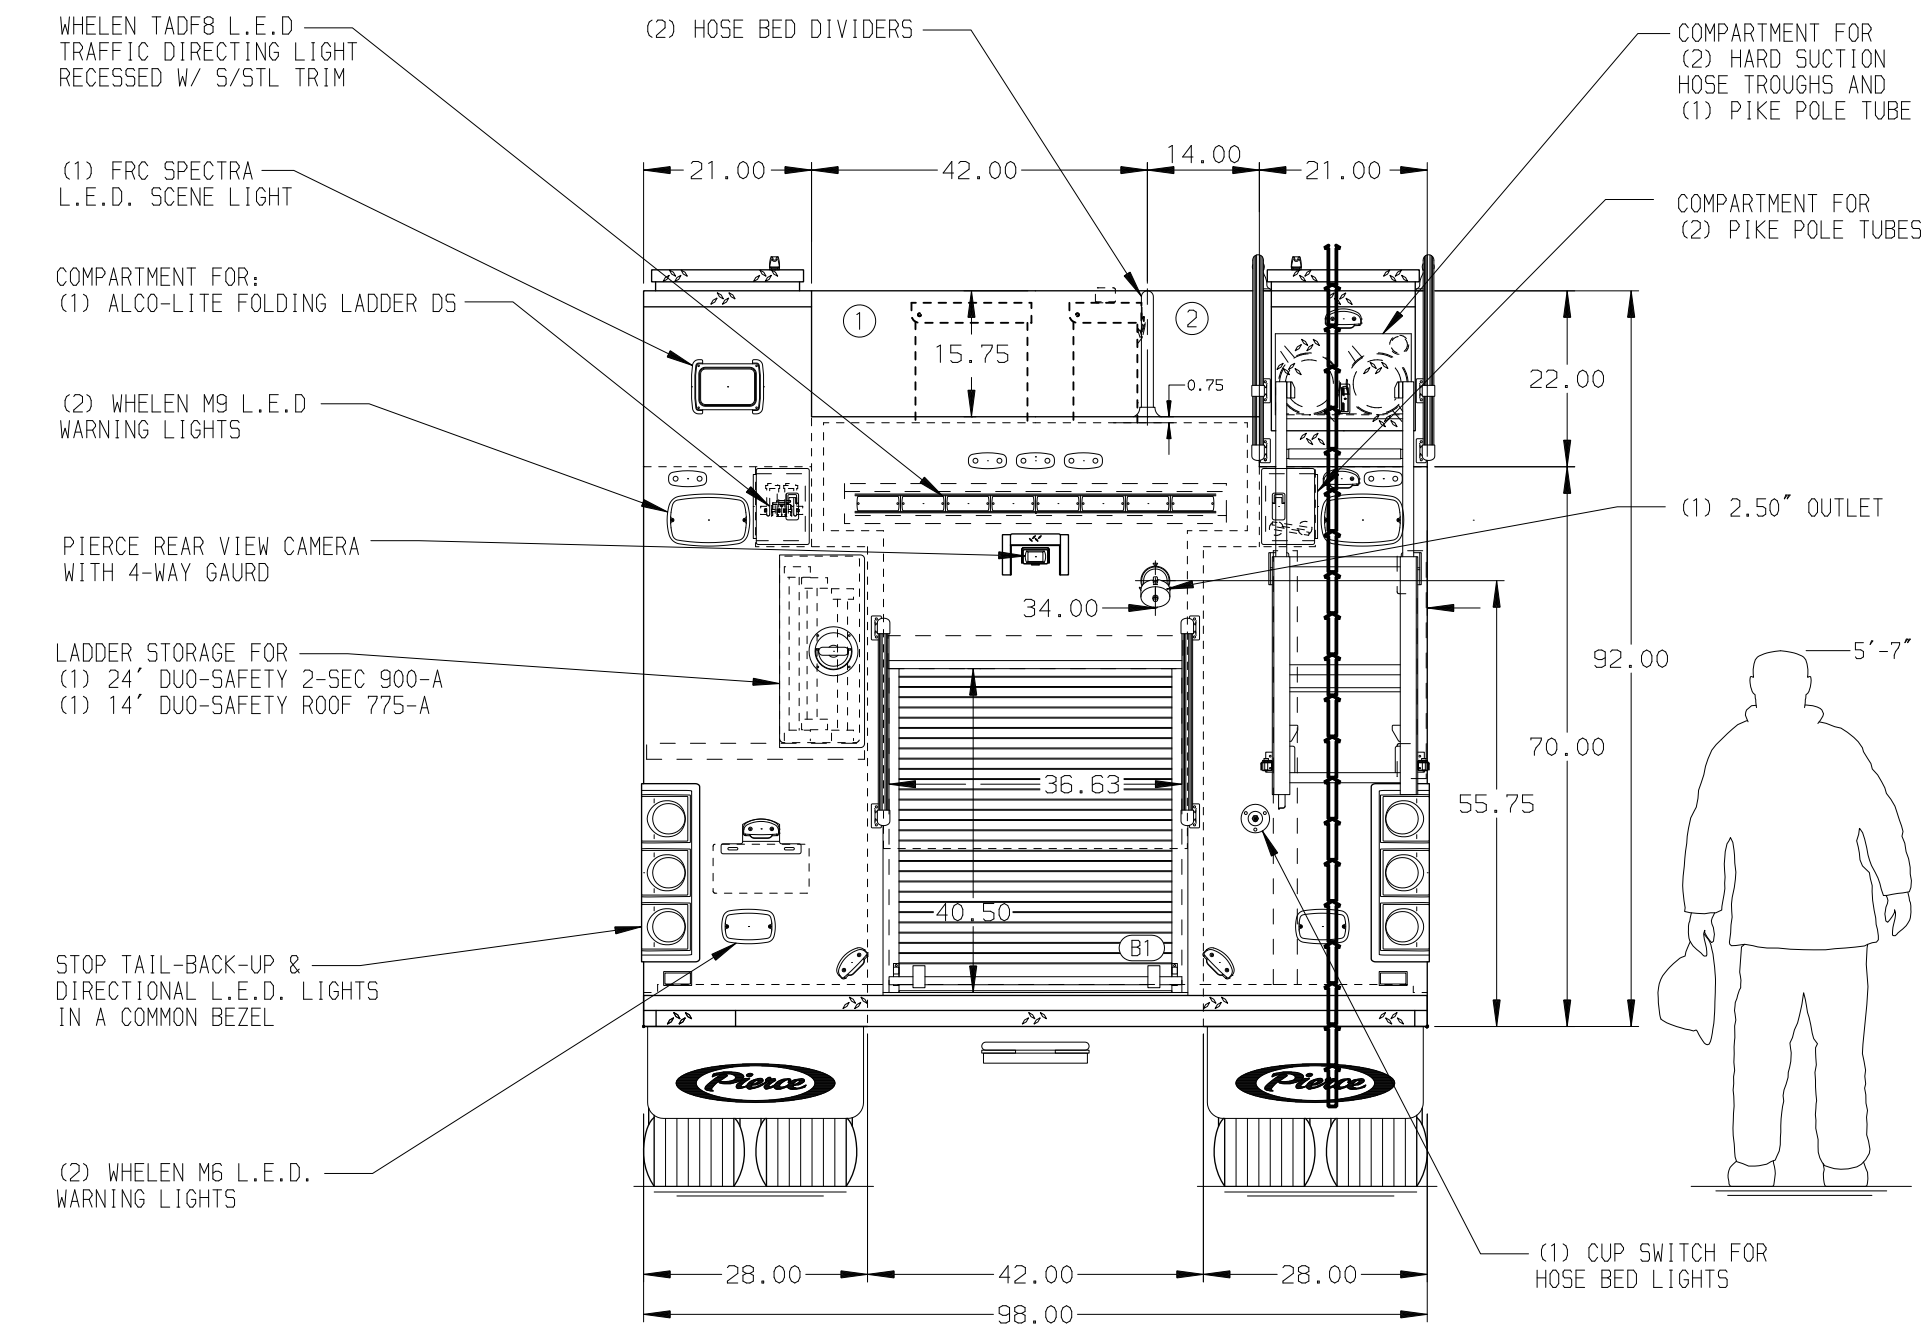 WHELEN TADF8 L.E.D
TRAFFIC DIRECTING LIGHT
RECESSED W/ S/STL TRIM
(2) HOSE BED DIVIDERS
COMPARTMENT FOR
(2) HARD SUCTION
HOSE TROUGHS AND
(1) PIKE POLE TUBE
(1) FRC SPECTRA
L.E.D. SCENE LIGHT
21.00
42.00
14.00
21.00
COMPARTMENT FOR
(2) PIKE POLE TUBES
COMPARTMENT FOR:
(1) ALCO-LITE FOLDING LADDER DS
1
2
15.75
0.75
22.00
(2) WHELEN M9 L.E.D
WARNING LIGHTS
(1) 2.50" OUTLET
PIERCE REAR VIEW CAMERA
WITH 4-WAY GAURD
34.00
LADDER STORAGE FOR
(1) 24' DUO-SAFETY 2-SEC 900-A
(1) 14' DUO-SAFETY ROOF 775-A
92.00
5'-7"
70.00
36.63
55.75
40.50
B1
STOP TAIL-BACK-UP &
DIRECTIONAL L.E.D. LIGHTS
IN A COMMON BEZEL
Pierce
Pierce
(2) WHELEN M6 L.E.D.
WARNING LIGHTS
(1) CUP SWITCH FOR
HOSE BED LIGHTS
28.00
42.00
28.00
98.00